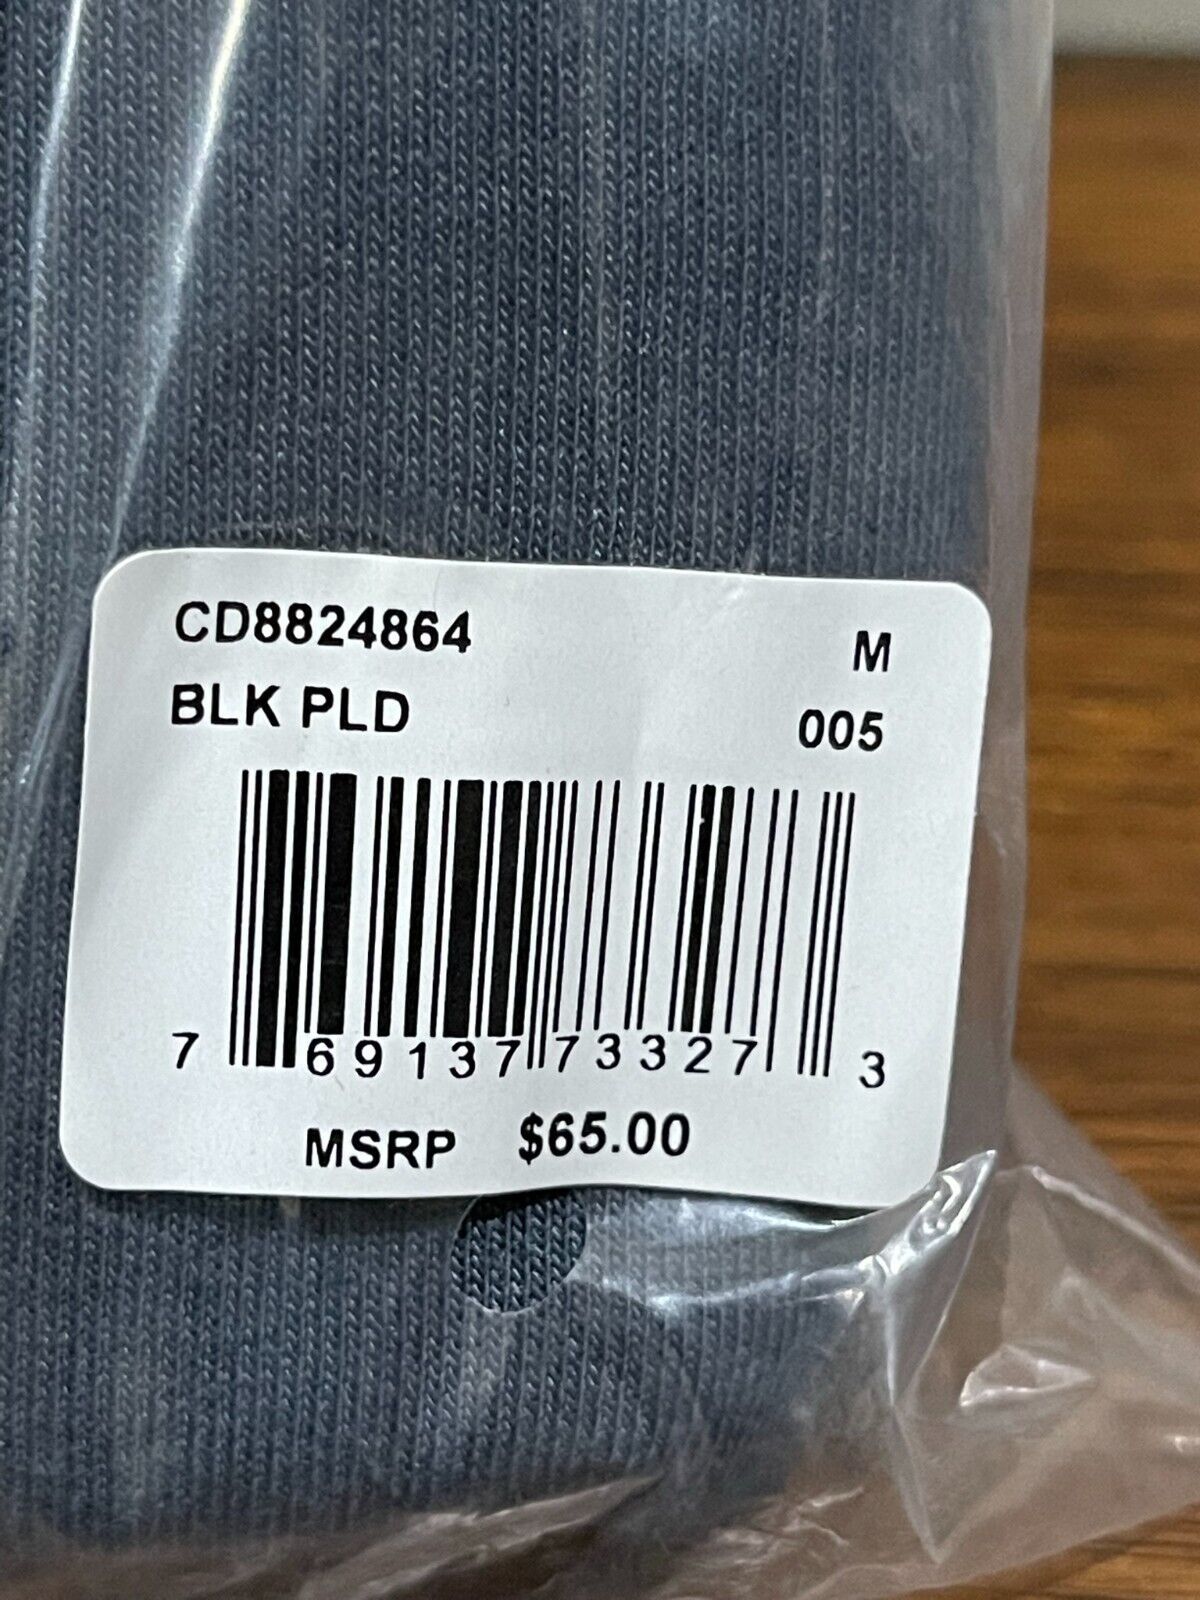 CD8824864 M
BLK PLD 005
7 69137 73327 3
MSRP $65.00